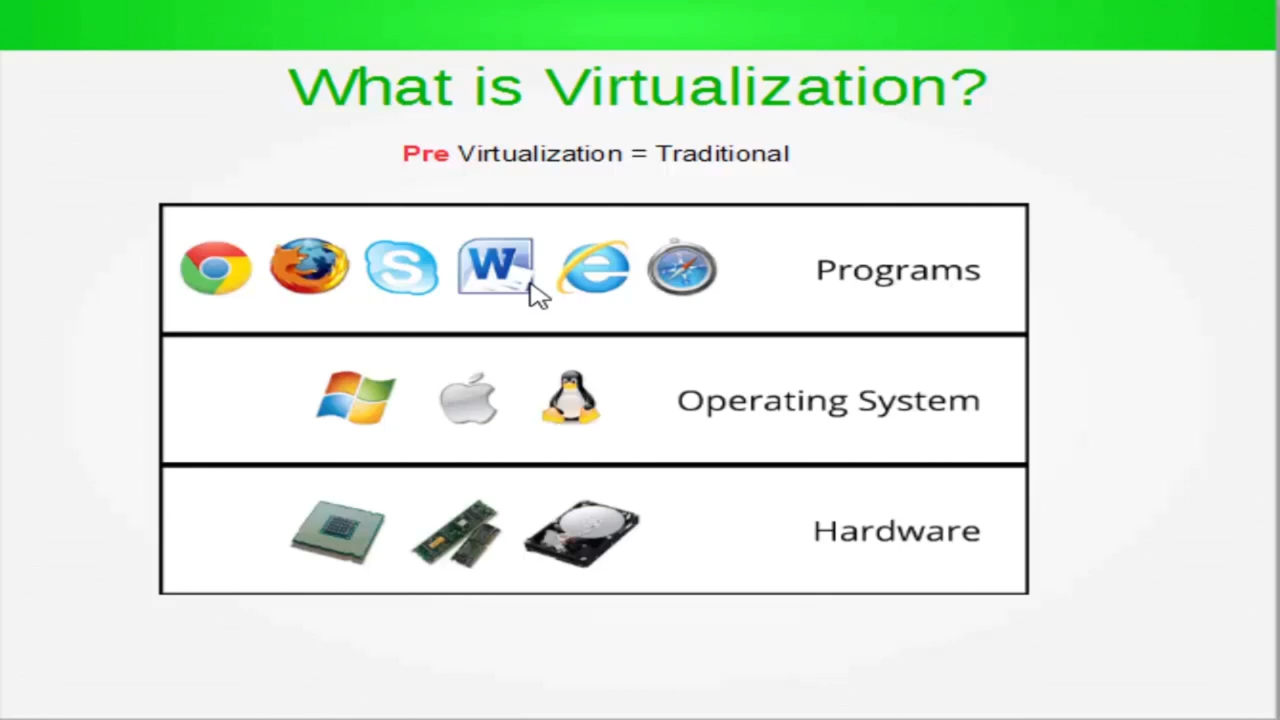 What is Virtualization?
Pre Virtualization = Traditional
Programs
Operating System
Hardware